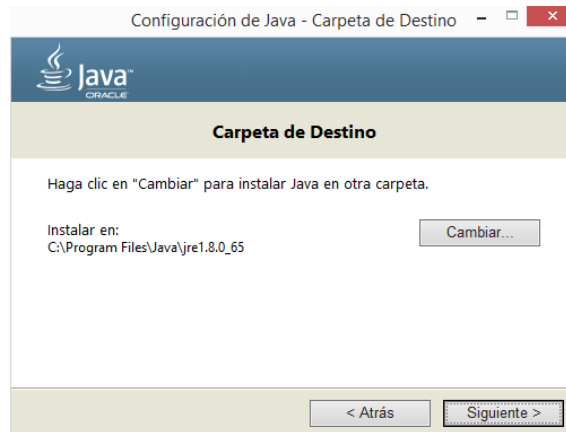 Configuración de Java - Carpeta de Destino
Java™
ORACLE
Carpeta de Destino
Haga clic en "Cambiar" para instalar Java en otra carpeta.
Instalar en:
Cambiar...
C:\Program Files\Java\jre1.8.0_65
< Atrás
Siguiente >